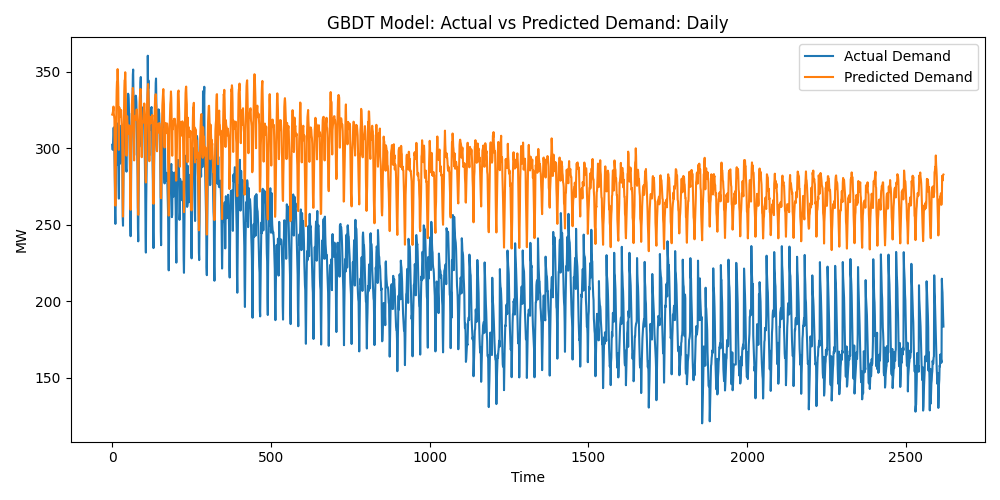 GBDT Model: Actual vs Predicted Demand: Daily
Actual Demand
Predicted Demand
350
300
250
200
150
MW
0 500 1000 1500 2000 2500
Time